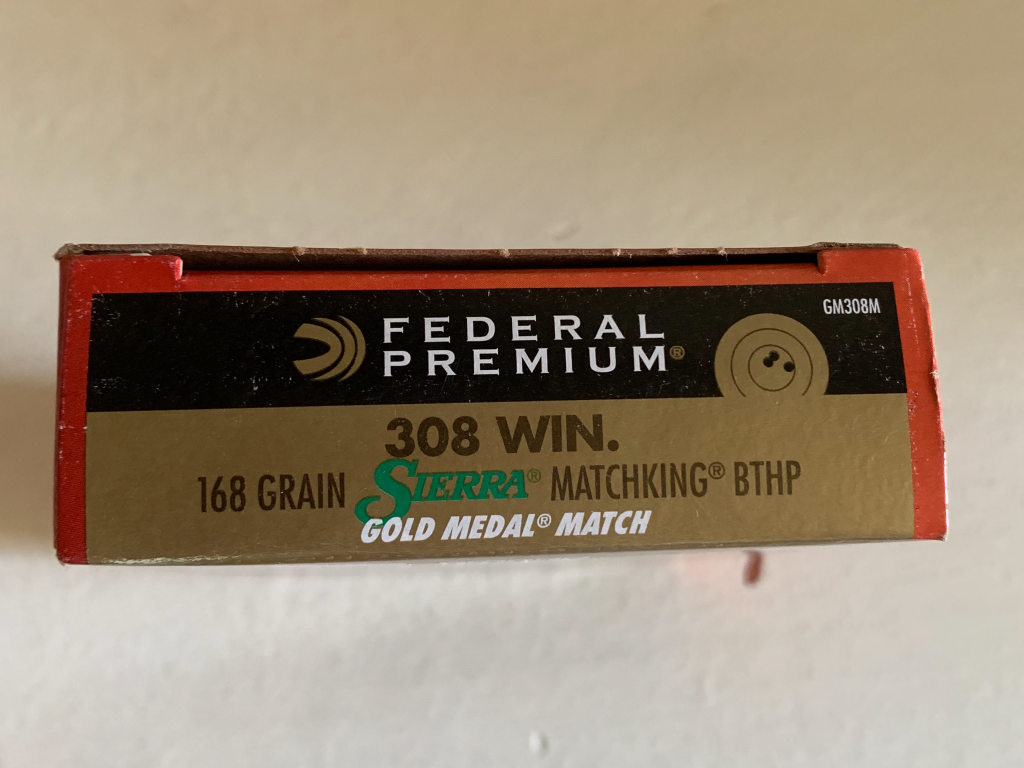 GM308M
FEDERAL
PREMIUM®
308 WIN.
168 GRAIN SIERRA® MATCHKING® BTHP
GOLD MEDAL® MATCH